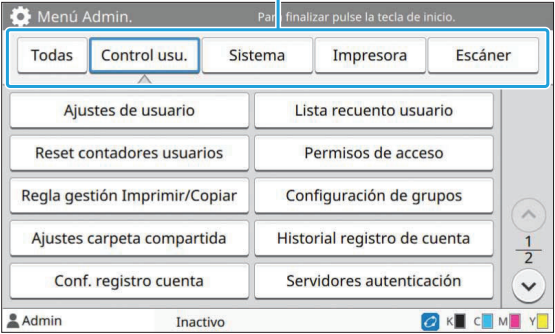 Menú Admin. Para finalizar pulse la tecla de inicio.
Todas Control usu. Sistema Impresora Escáner
Ajustes de usuario Lista recuento usuario
Reset contadores usuarios Permisos de acceso
Regla gestión Imprimir/Copiar Configuración de grupos
Ajustes carpeta compartida Historial registro de cuenta
Conf. registro cuenta Servidores autenticación
1
2
Admin Inactivo K C M Y